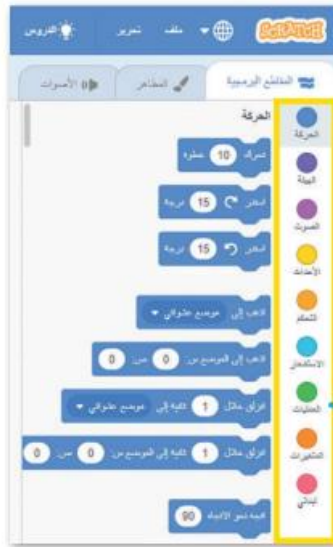 SCRATCH ملف تحرير الدروس
المقاطع البرمجية المظاهر الأصوات
الحركة
الهيئة
الصوت
الأحداث
التحكم
الاستشعار
العمليات
المتغيرات
لبناتي
الحركة
تحرك 10 خطوة
استدر 15 درجة
استدر 15 درجة
اذهب إلى موضع عشوائي
اذهب إلى الموضع س: 0 ص: 0
انزلق خلال 1 ثانية إلى موضع عشوائي
انزلق خلال 1 ثانية إلى الموضع س: 0 ص: 0
اتجه نحو الاتجاه 90